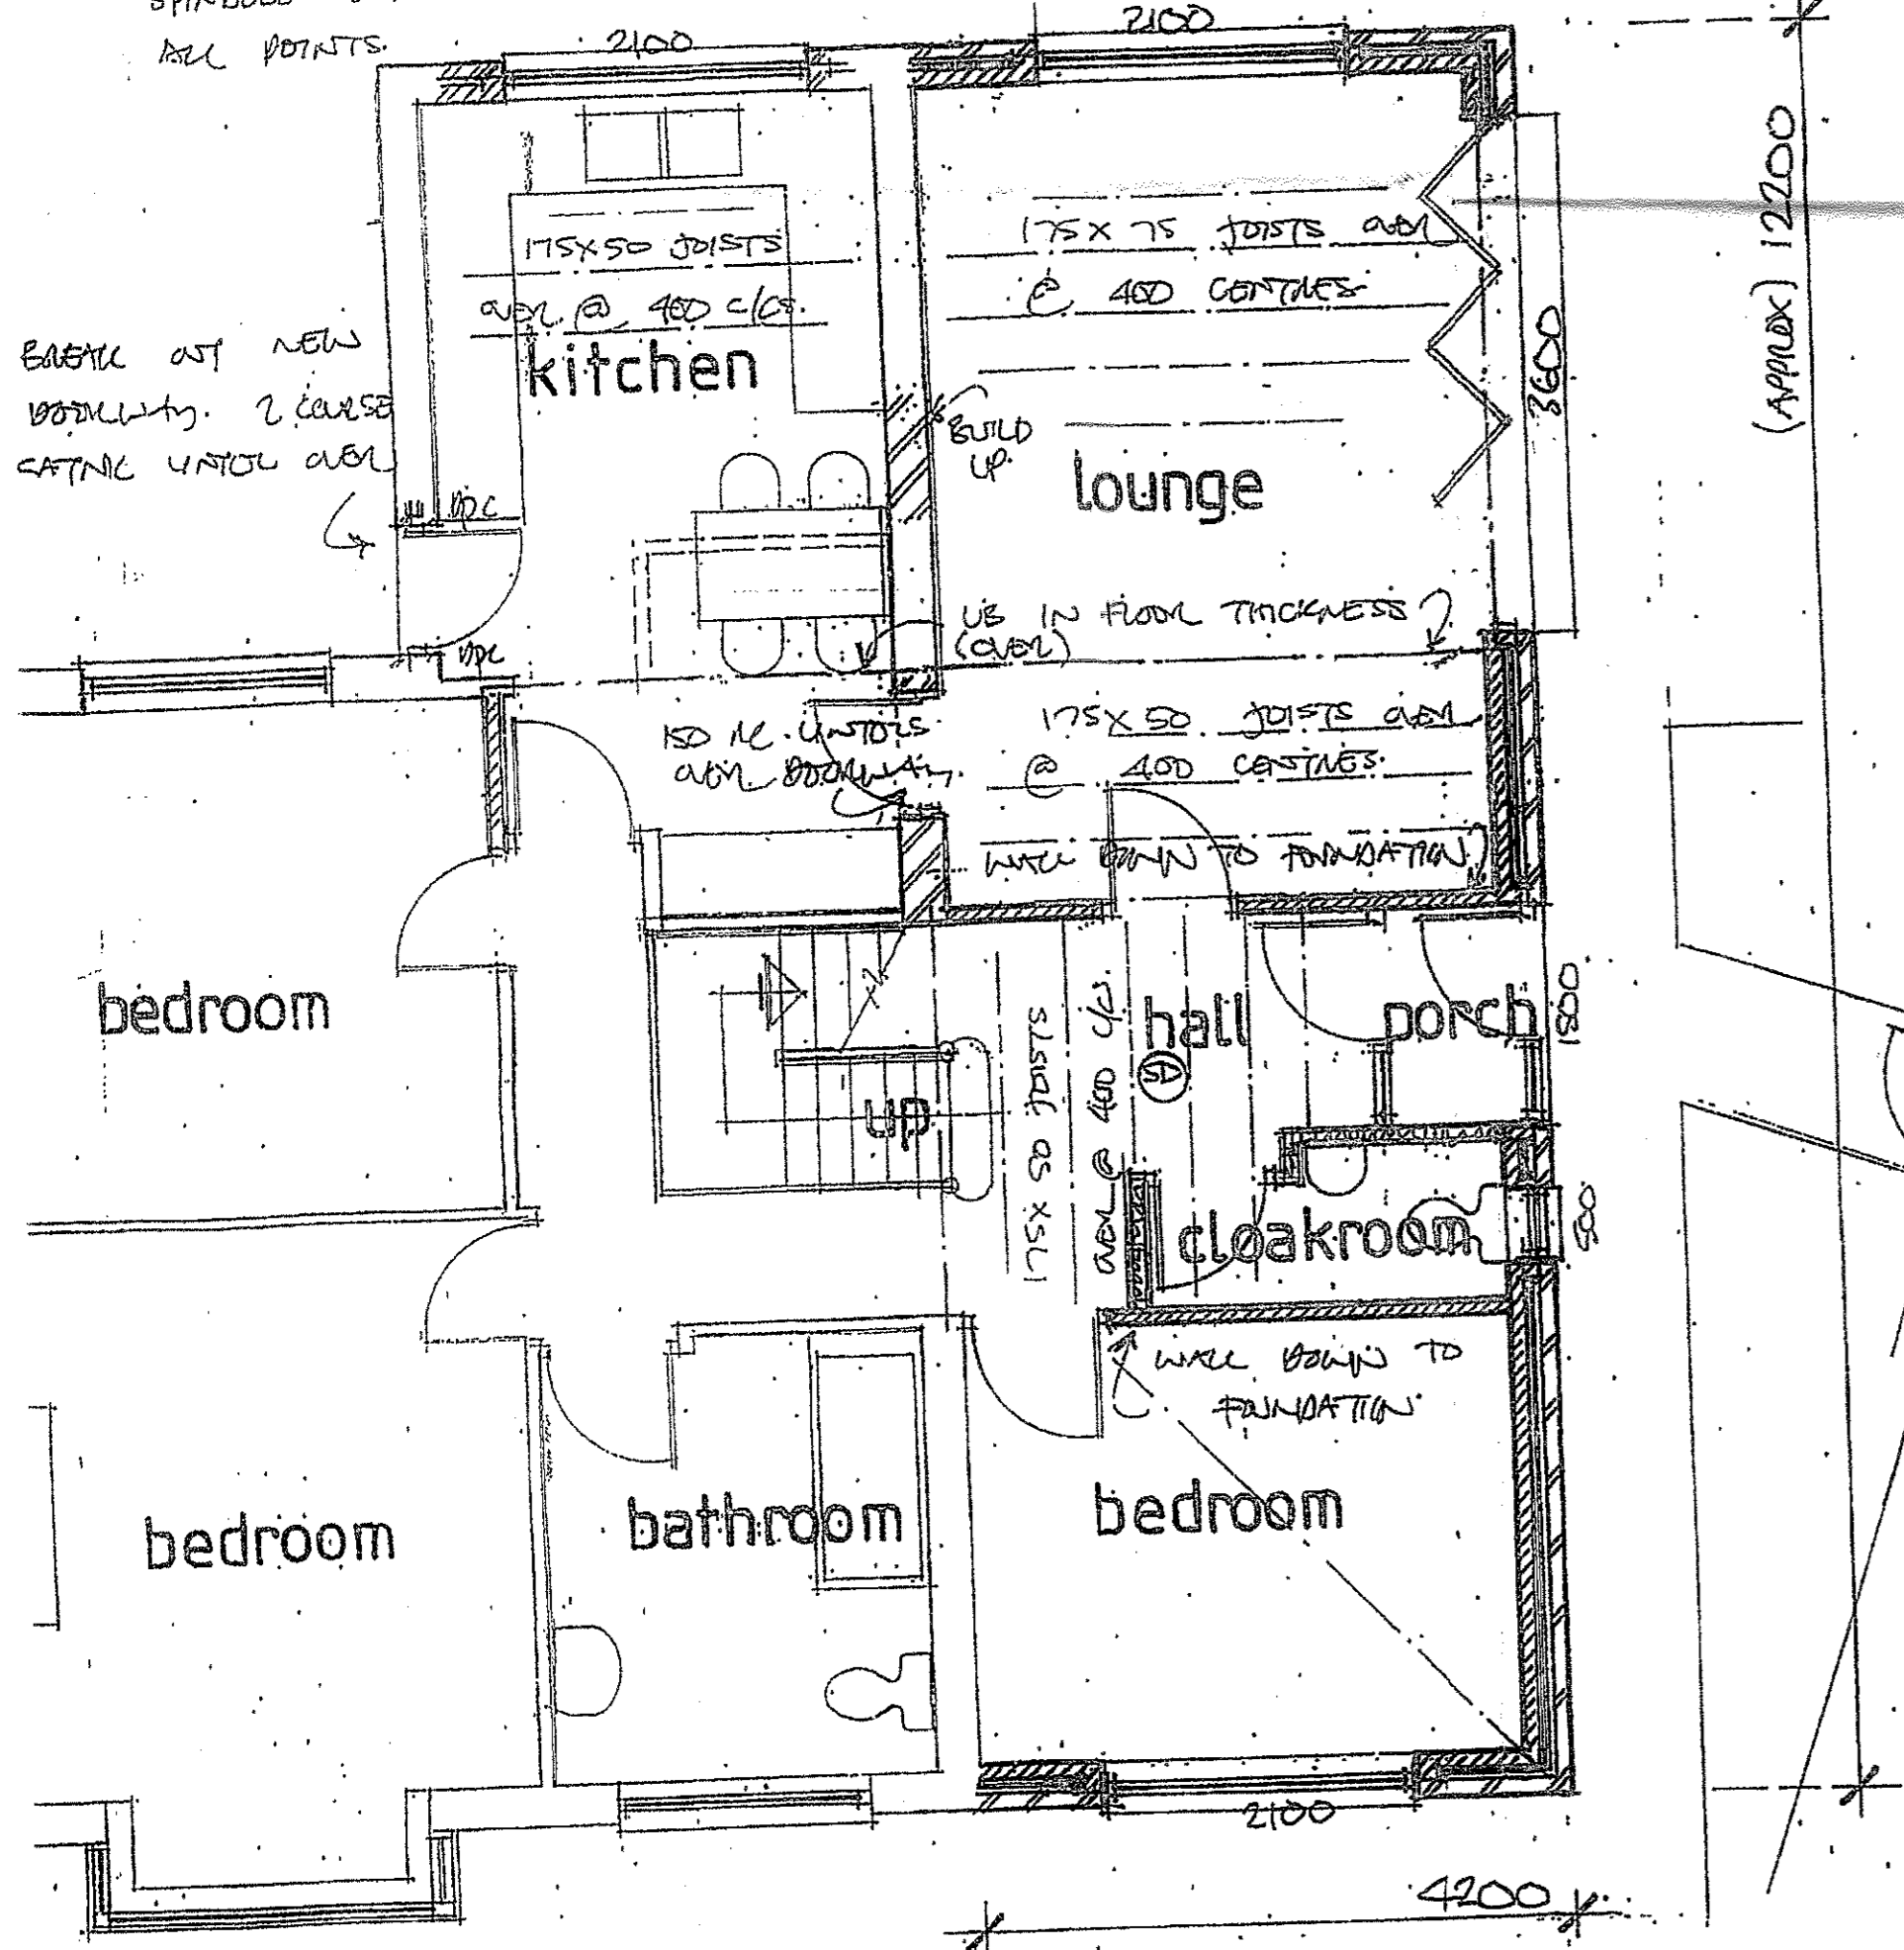 ALL POINTS.
2100
2100
(APPROX) 12200
175X50 JOISTS
OVER @ 400 C/CS.
kitchen
175 X 75 JOISTS OVER
@ 400 CENTRES
3600
BREAK OUT NEW
DOORWAY. 2 COURSE
CATNIC LINTOL OVER
BUILD
UP.
lounge
DPC
DPC
UB IN FLOOR THICKNESS
(OVER)
150 RC. LINTOLS
OVER DOORWAY.
175X50 JOISTS OVER
@ 400 CENTRES.
WALL DOWN TO FOUNDATION
bedroom
up
175X 50 JOISTS
OVER @ 400 C/CS.
hall
SD
porch
1800
cloakroom
600
WALL DOWN TO
FOUNDATION
bedroom
bathroom
bedroom
2100
4200